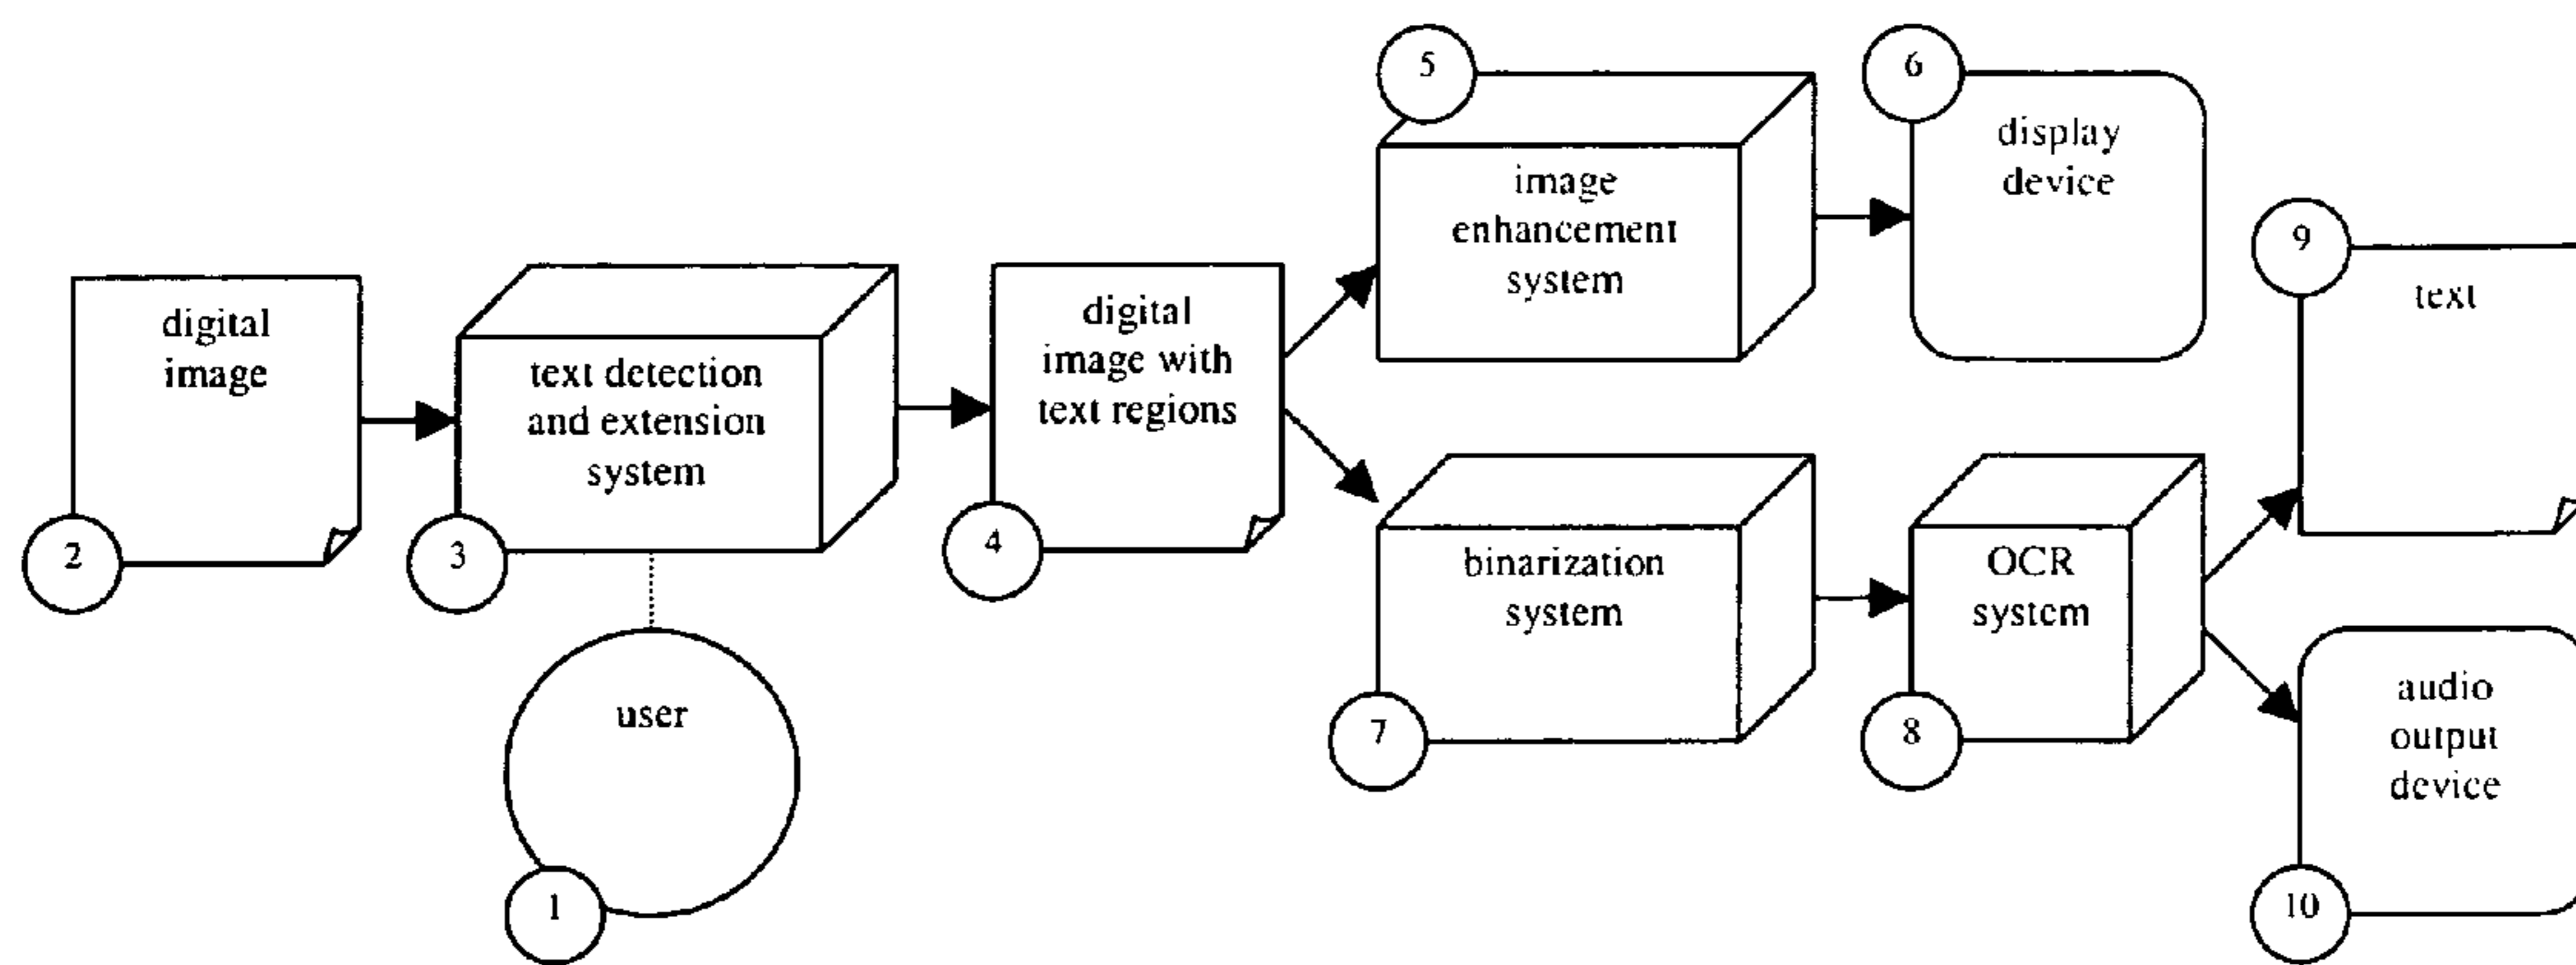 digital
image
2
text detection
and extension
system
3
user
1
digital
image with
text regions
4
5
image
enhancement
system
6
display
device
7
binarization
system
8
OCR
system
9
text
10
audio
output
device